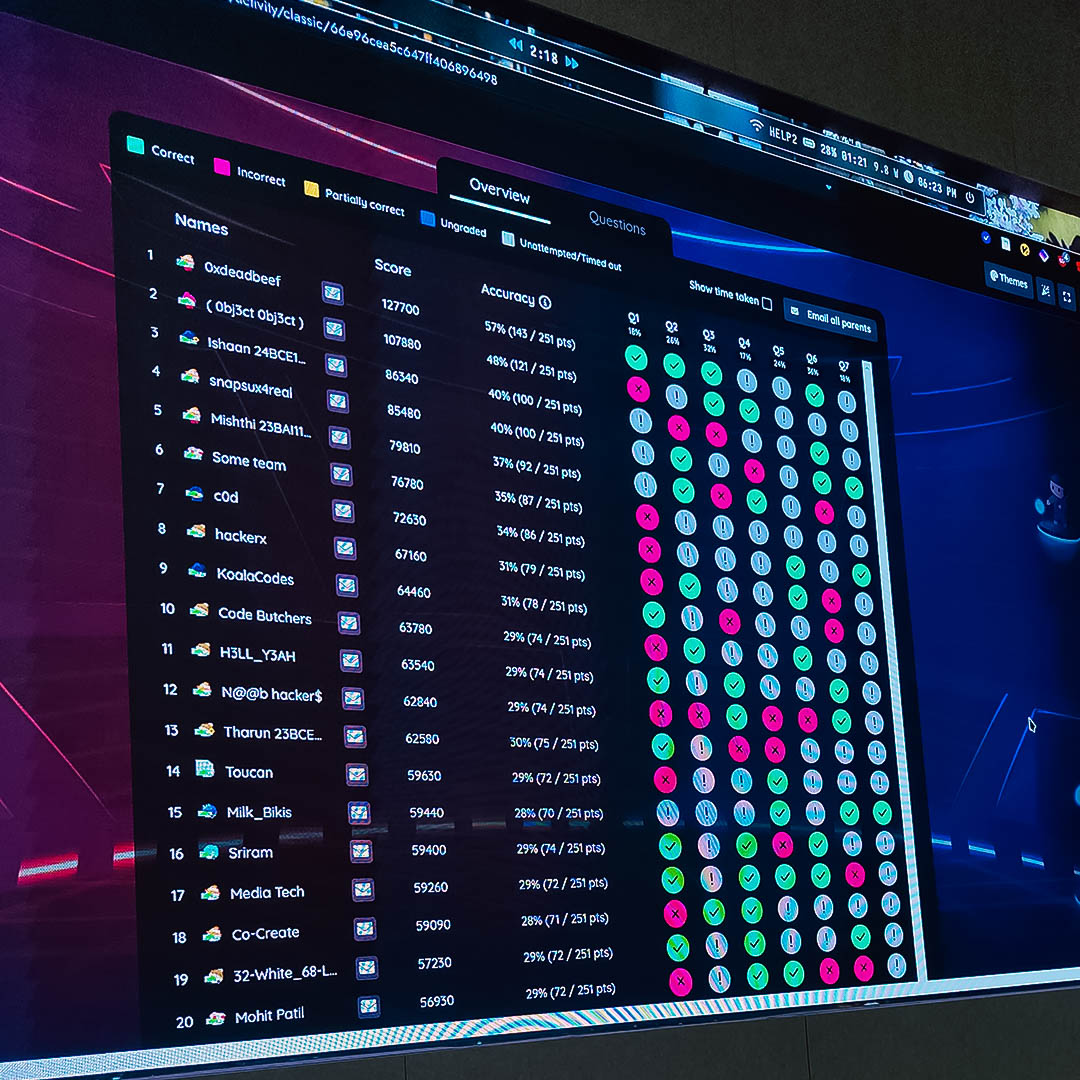 activity/classic/66e96cea5c647ff406896498
2:18
HELP2 28% 01:21 9.8 W 06:23 PM
Correct
Incorrect
Partially correct
Ungraded
Unattempted/Timed out
Overview
Questions
Themes
Show time taken
Email all parents
Names Score Accuracy Q1 Q2 Q3 Q4 Q5 Q6 Q7
18% 26% 32% 17% 24% 36% 18%
1 0xdeadbeef 127700 57% (143 / 251 pts)
2 ( 0bj3ct 0bj3ct ) 107880 48% (121 / 251 pts)
3 Ishaan 24BCE1... 86340 40% (100 / 251 pts)
4 snapsux4real 85480 40% (100 / 251 pts)
5 Mishthi 23BAI11... 79810 37% (92 / 251 pts)
6 Some team 76780 35% (87 / 251 pts)
7 c0d 72630 34% (86 / 251 pts)
8 hackerx 67160 31% (79 / 251 pts)
9 KoalaCodes 64460 31% (78 / 251 pts)
10 Code Butchers 63780 29% (74 / 251 pts)
11 H3LL_Y3AH 63540 29% (74 / 251 pts)
12 N@@b hacker$ 62840 29% (74 / 251 pts)
13 Tharun 23BCE... 62580 30% (75 / 251 pts)
14 Toucan 59630 29% (72 / 251 pts)
15 Milk_Bikis 59440 28% (70 / 251 pts)
16 Sriram 59400 29% (74 / 251 pts)
17 Media Tech 59260 29% (72 / 251 pts)
18 Co-Create 59090 28% (71 / 251 pts)
19 32-White_68-L... 57230 29% (72 / 251 pts)
20 Mohit Patil 56930 29% (72 / 251 pts)